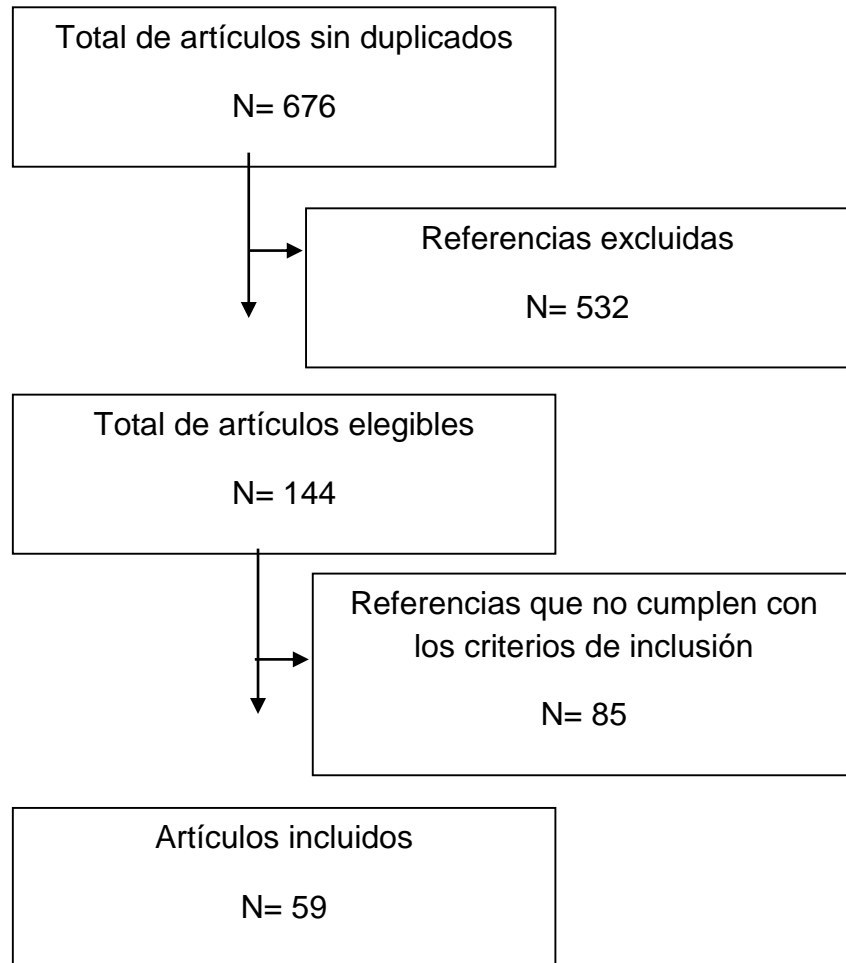 Total de artículos sin duplicados
N= 676
Referencias excluidas
N= 532
Total de artículos elegibles
N= 144
Referencias que no cumplen con
los criterios de inclusión
N= 85
Artículos incluidos
N= 59